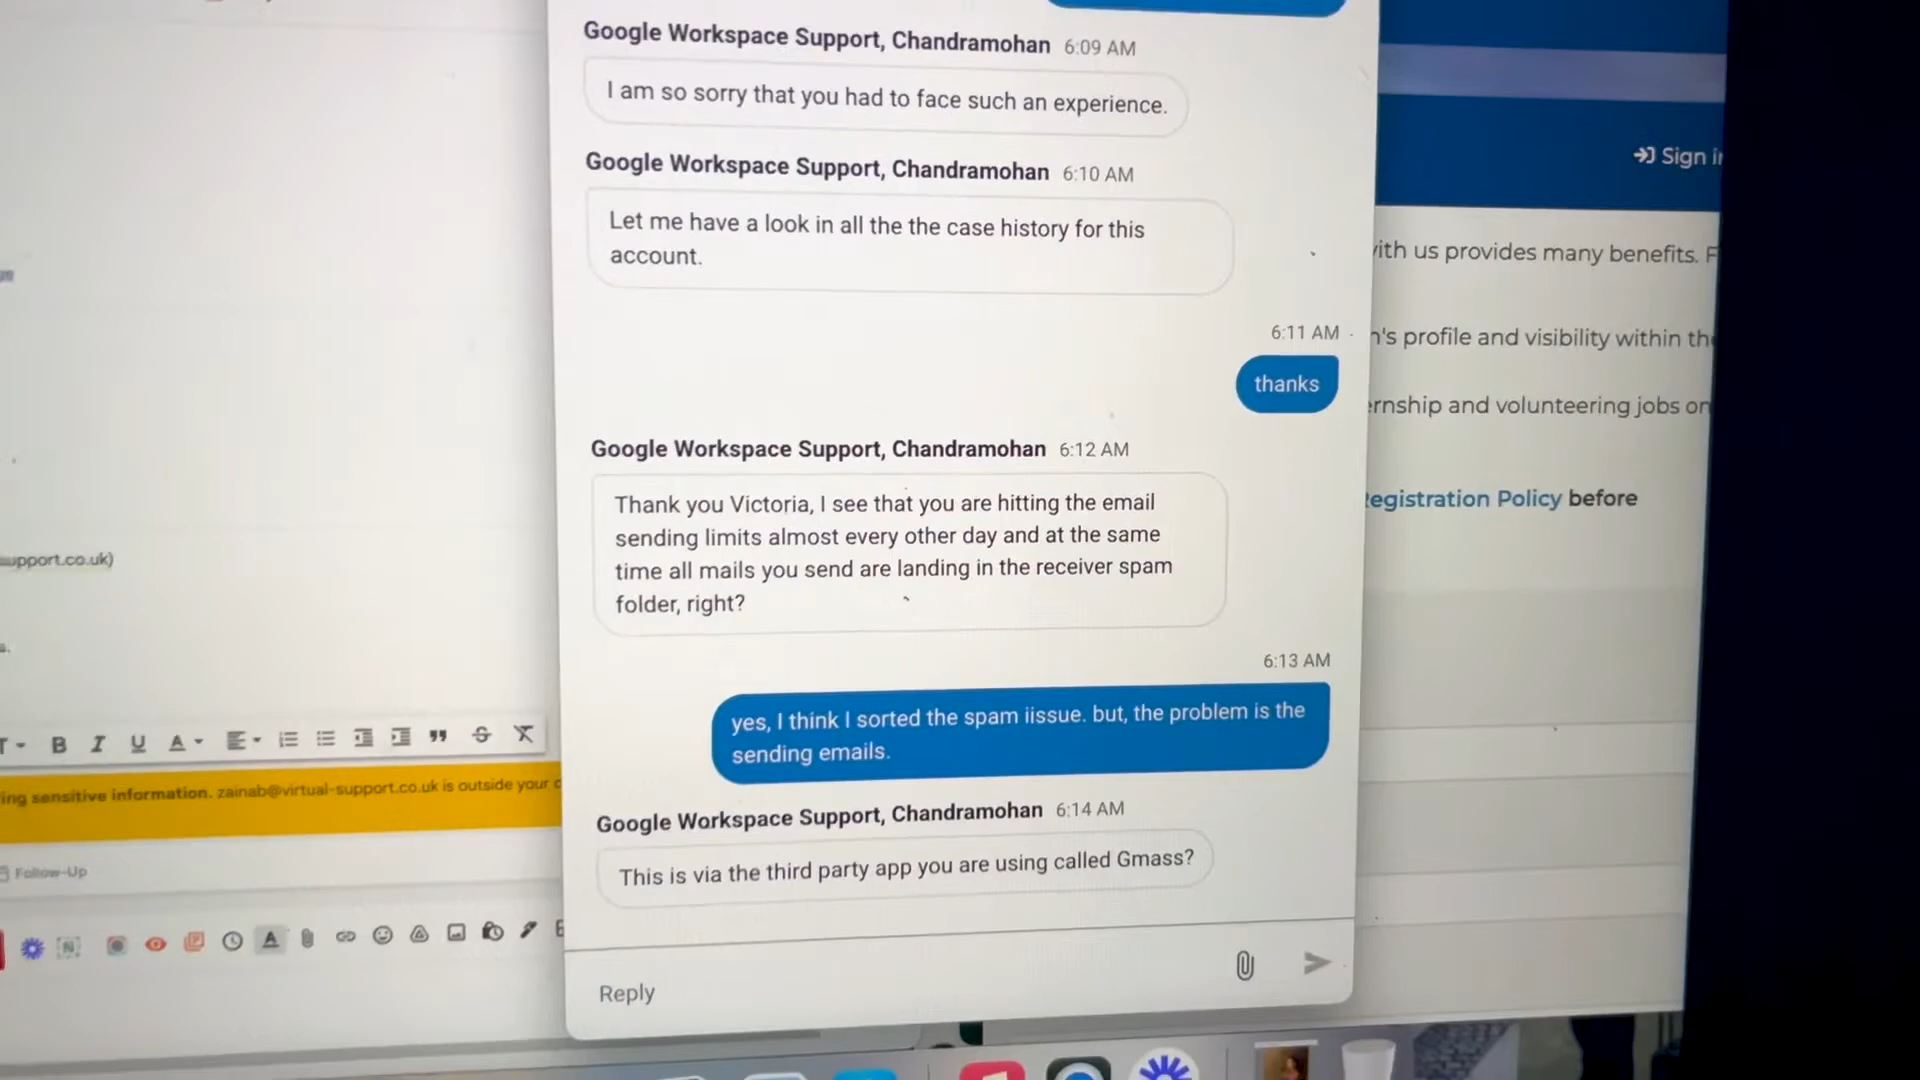 Google Workspace Support, Chandramohan 6:09 AM
I am so sorry that you had to face such an experience.
Google Workspace Support, Chandramohan 6:10 AM
Let me have a look in all the the case history for this
account.
6:11 AM
thanks
Google Workspace Support, Chandramohan 6:12 AM
Thank you Victoria, I see that you are hitting the email
sending limits almost every other day and at the same
time all mails you send are landing in the receiver spam
folder, right?
6:13 AM
yes, I think I sorted the spam iissue. but, the problem is the
sending emails.
Google Workspace Support, Chandramohan 6:14 AM
This is via the third party app you are using called Gmass?
Reply
support.co.uk)
ing sensitive information. zainab@virtual-support.co.uk is outside your
Follow-Up
Sign in
with us provides many benefits.
's profile and visibility within
ernship and volunteering jobs on
Registration Policy before